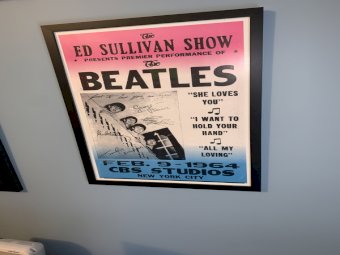 The
ED SULLIVAN SHOW
PRESENTS PREMIER PERFORMANCE OF
The
BEATLES
"SHE LOVES
YOU"
"I WANT TO
HOLD YOUR
HAND"
"ALL MY
LOVING"
FEB. 9-1964
CBS STUDIOS
NEW YORK CITY